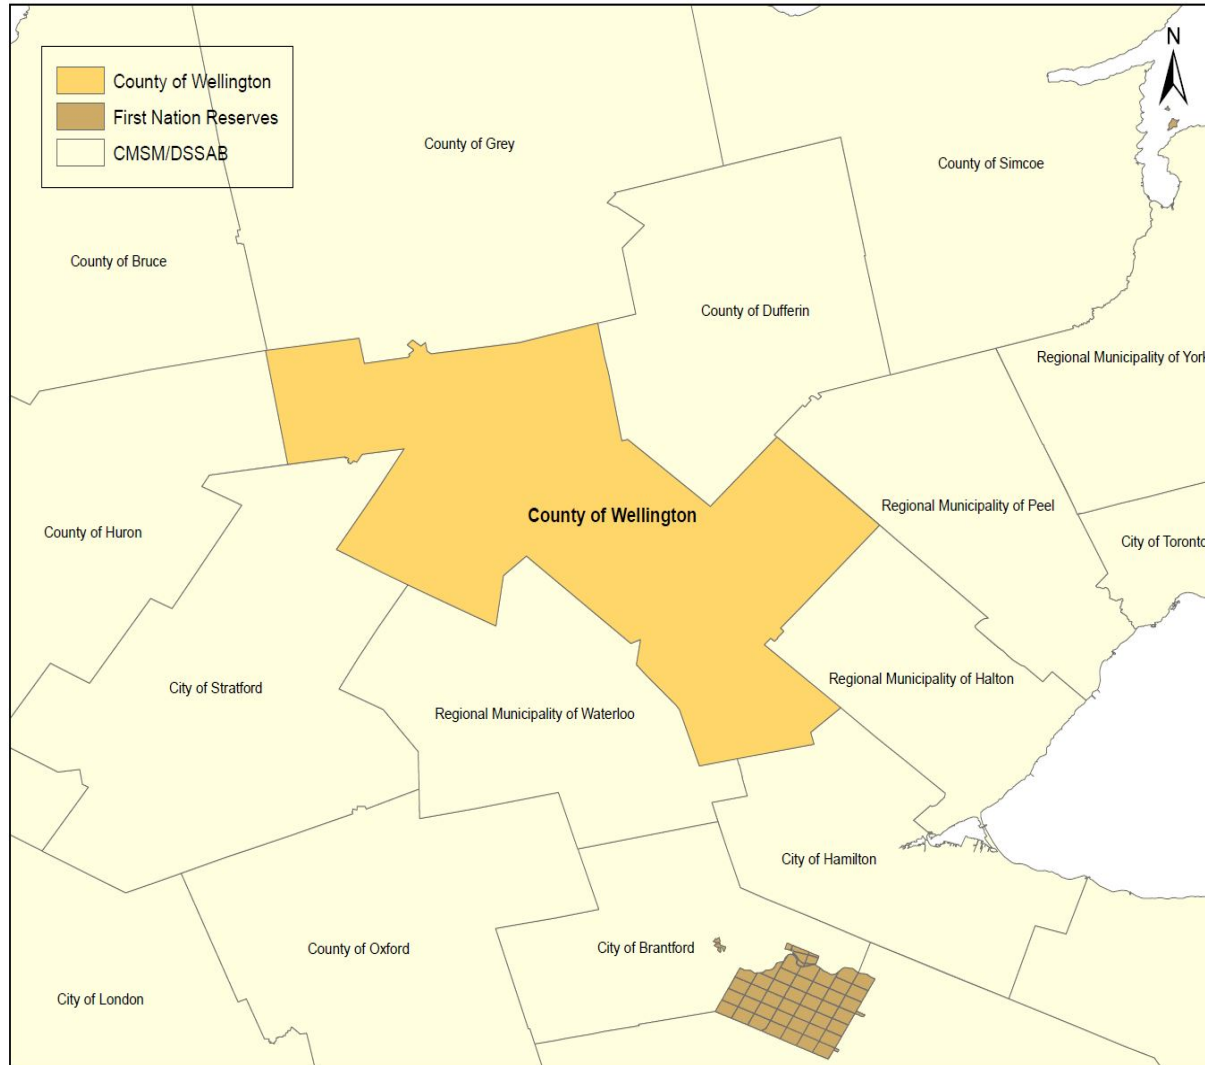 N
County of Wellington
First Nation Reserves
CMSM/DSSAB
County of Grey
County of Simcoe
County of Bruce
County of Dufferin
Regional Municipality of York
County of Wellington
Regional Municipality of Peel
County of Huron
City of Toronto
City of Stratford
Regional Municipality of Halton
Regional Municipality of Waterloo
City of Hamilton
County of Oxford
City of Brantford
City of London